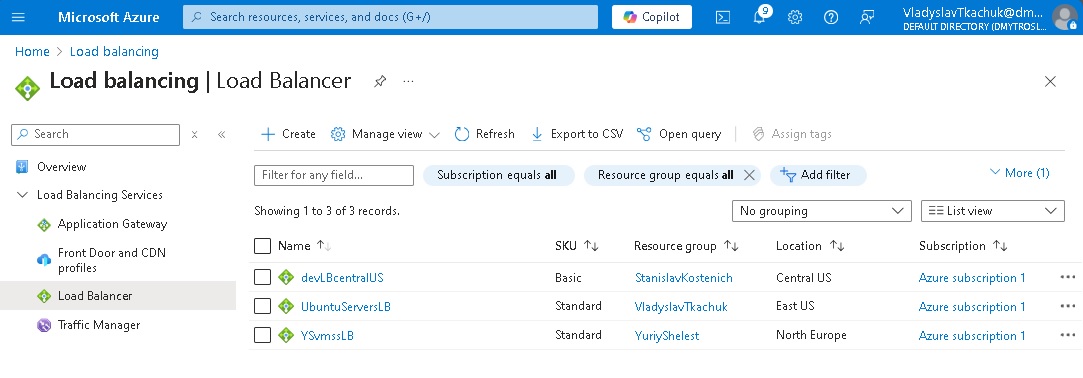 Microsoft Azure
Search resources, services, and docs (G+/)
Copilot
9
VladyslavTkachuk@dm...
DEFAULT DIRECTORY (DMYTROSL...
Home > Load balancing
Load balancing | Load Balancer
Search
Create
Manage view
Refresh
Export to CSV
Open query
Assign tags
Overview
Load Balancing Services
Application Gateway
Front Door and CDN
profiles
Load Balancer
Traffic Manager
Filter for any field...
Subscription equals all
Resource group equals all
Add filter
More (1)
Showing 1 to 3 of 3 records.
No grouping
List view
Name SKU Resource group Location Subscription
devLBcentralUS Basic StanislavKostenich Central US Azure subscription 1
UbuntuServersLB Standard VladyslavTkachuk East US Azure subscription 1
YSvmssLB Standard YuriyShelest North Europe Azure subscription 1